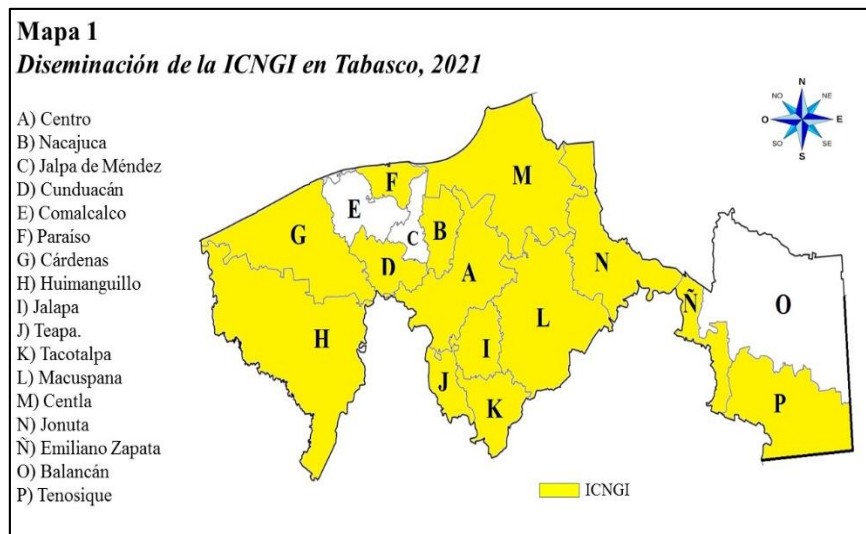 Mapa 1
Diseminación de la ICNGI en Tabasco, 2021
A) Centro
B) Nacajuca
C) Jalpa de Méndez
D) Cunduacán
E) Comalcalco
F) Paraíso
G) Cárdenas
H) Huimanguillo
I) Jalapa
J) Teapa.
K) Tacotalpa
L) Macuspana
M) Centla
N) Jonuta
Ñ) Emiliano Zapata
O) Balancán
P) Tenosique
N
NO
NE
O
E
SO
SE
S
M
F
E
C
B
G
D
A
N
Ñ
O
H
I
L
J
K
P
ICNGI